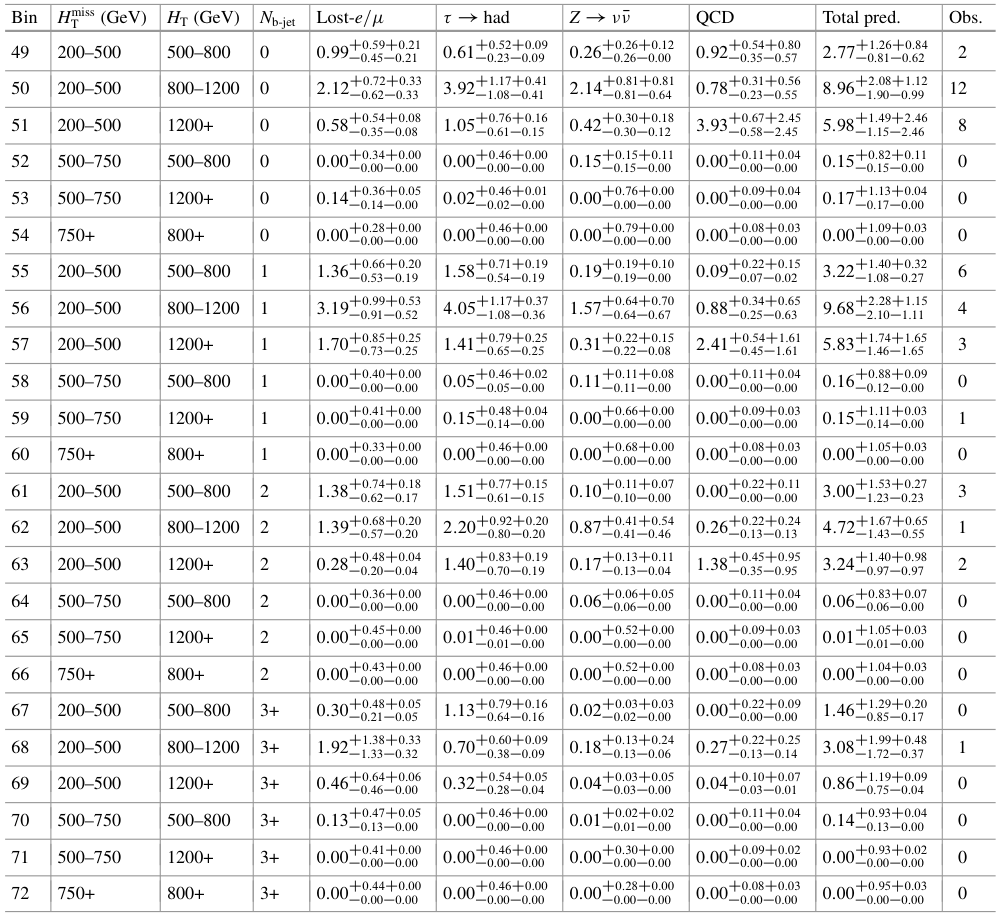 Bin H_T^miss (GeV) H_T (GeV) N_b-jet Lost-e/μ τ → had Z → νν̄ QCD Total pred. Obs.
49 200–500 500–800 0 0.99^{+0.59+0.21}_{−0.45−0.21} 0.61^{+0.52+0.09}_{−0.23−0.09} 0.26^{+0.26+0.12}_{−0.26−0.00} 0.92^{+0.54+0.80}_{−0.35−0.57} 2.77^{+1.26+0.84}_{−0.81−0.62} 2
50 200–500 800–1200 0 2.12^{+0.72+0.33}_{−0.62−0.33} 3.92^{+1.17+0.41}_{−1.08−0.41} 2.14^{+0.81+0.81}_{−0.81−0.64} 0.78^{+0.31+0.56}_{−0.23−0.55} 8.96^{+2.08+1.12}_{−1.90−0.99} 12
51 200–500 1200+ 0 0.58^{+0.54+0.08}_{−0.35−0.08} 1.05^{+0.76+0.16}_{−0.61−0.15} 0.42^{+0.30+0.18}_{−0.30−0.12} 3.93^{+0.67+2.45}_{−0.58−2.45} 5.98^{+1.49+2.46}_{−1.15−2.46} 8
52 500–750 500–800 0 0.00^{+0.34+0.00}_{−0.00−0.00} 0.00^{+0.46+0.00}_{−0.00−0.00} 0.15^{+0.15+0.11}_{−0.15−0.00} 0.00^{+0.11+0.04}_{−0.00−0.00} 0.15^{+0.82+0.11}_{−0.15−0.00} 0
53 500–750 1200+ 0 0.14^{+0.36+0.05}_{−0.14−0.00} 0.02^{+0.46+0.01}_{−0.02−0.00} 0.00^{+0.76+0.00}_{−0.00−0.00} 0.00^{+0.09+0.04}_{−0.00−0.00} 0.17^{+1.13+0.04}_{−0.17−0.00} 0
54 750+ 800+ 0 0.00^{+0.28+0.00}_{−0.00−0.00} 0.00^{+0.46+0.00}_{−0.00−0.00} 0.00^{+0.79+0.00}_{−0.00−0.00} 0.00^{+0.08+0.03}_{−0.00−0.00} 0.00^{+1.09+0.03}_{−0.00−0.00} 0
55 200–500 500–800 1 1.36^{+0.66+0.20}_{−0.53−0.19} 1.58^{+0.71+0.19}_{−0.54−0.19} 0.19^{+0.19+0.10}_{−0.19−0.00} 0.09^{+0.22+0.15}_{−0.07−0.02} 3.22^{+1.40+0.32}_{−1.08−0.27} 6
56 200–500 800–1200 1 3.19^{+0.99+0.53}_{−0.91−0.52} 4.05^{+1.17+0.37}_{−1.08−0.36} 1.57^{+0.64+0.70}_{−0.64−0.67} 0.88^{+0.34+0.65}_{−0.25−0.63} 9.68^{+2.28+1.15}_{−2.10−1.11} 4
57 200–500 1200+ 1 1.70^{+0.85+0.25}_{−0.73−0.25} 1.41^{+0.79+0.25}_{−0.65−0.25} 0.31^{+0.22+0.15}_{−0.22−0.08} 2.41^{+0.54+1.61}_{−0.45−1.61} 5.83^{+1.74+1.65}_{−1.46−1.65} 3
58 500–750 500–800 1 0.00^{+0.40+0.00}_{−0.00−0.00} 0.05^{+0.46+0.02}_{−0.05−0.00} 0.11^{+0.11+0.08}_{−0.11−0.00} 0.00^{+0.11+0.04}_{−0.00−0.00} 0.16^{+0.88+0.09}_{−0.12−0.00} 0
59 500–750 1200+ 1 0.00^{+0.41+0.00}_{−0.00−0.00} 0.15^{+0.48+0.04}_{−0.14−0.00} 0.00^{+0.66+0.00}_{−0.00−0.00} 0.00^{+0.09+0.03}_{−0.00−0.00} 0.15^{+1.11+0.03}_{−0.14−0.00} 1
60 750+ 800+ 1 0.00^{+0.33+0.00}_{−0.00−0.00} 0.00^{+0.46+0.00}_{−0.00−0.00} 0.00^{+0.68+0.00}_{−0.00−0.00} 0.00^{+0.08+0.03}_{−0.00−0.00} 0.00^{+1.05+0.03}_{−0.00−0.00} 0
61 200–500 500–800 2 1.38^{+0.74+0.18}_{−0.62−0.17} 1.51^{+0.77+0.15}_{−0.61−0.15} 0.10^{+0.11+0.07}_{−0.10−0.00} 0.00^{+0.22+0.11}_{−0.00−0.00} 3.00^{+1.53+0.27}_{−1.23−0.23} 3
62 200–500 800–1200 2 1.39^{+0.68+0.20}_{−0.57−0.20} 2.20^{+0.92+0.20}_{−0.80−0.20} 0.87^{+0.41+0.54}_{−0.41−0.46} 0.26^{+0.22+0.24}_{−0.13−0.13} 4.72^{+1.67+0.65}_{−1.43−0.55} 1
63 200–500 1200+ 2 0.28^{+0.48+0.04}_{−0.20−0.04} 1.40^{+0.83+0.19}_{−0.70−0.19} 0.17^{+0.13+0.11}_{−0.13−0.04} 1.38^{+0.45+0.95}_{−0.35−0.95} 3.24^{+1.40+0.98}_{−0.97−0.97} 2
64 500–750 500–800 2 0.00^{+0.36+0.00}_{−0.00−0.00} 0.00^{+0.46+0.00}_{−0.00−0.00} 0.06^{+0.06+0.05}_{−0.06−0.00} 0.00^{+0.11+0.04}_{−0.00−0.00} 0.06^{+0.83+0.07}_{−0.06−0.00} 0
65 500–750 1200+ 2 0.00^{+0.45+0.00}_{−0.00−0.00} 0.01^{+0.46+0.00}_{−0.01−0.00} 0.00^{+0.52+0.00}_{−0.00−0.00} 0.00^{+0.09+0.03}_{−0.00−0.00} 0.01^{+1.05+0.03}_{−0.01−0.00} 0
66 750+ 800+ 2 0.00^{+0.43+0.00}_{−0.00−0.00} 0.00^{+0.46+0.00}_{−0.00−0.00} 0.00^{+0.52+0.00}_{−0.00−0.00} 0.00^{+0.08+0.03}_{−0.00−0.00} 0.00^{+1.04+0.03}_{−0.00−0.00} 0
67 200–500 500–800 3+ 0.30^{+0.48+0.05}_{−0.21−0.05} 1.13^{+0.79+0.16}_{−0.64−0.16} 0.02^{+0.03+0.03}_{−0.02−0.00} 0.00^{+0.22+0.09}_{−0.00−0.00} 1.46^{+1.29+0.20}_{−0.85−0.17} 0
68 200–500 800–1200 3+ 1.92^{+1.38+0.33}_{−1.33−0.32} 0.70^{+0.60+0.09}_{−0.38−0.09} 0.18^{+0.13+0.24}_{−0.13−0.06} 0.27^{+0.22+0.25}_{−0.13−0.14} 3.08^{+1.99+0.48}_{−1.72−0.37} 1
69 200–500 1200+ 3+ 0.46^{+0.64+0.06}_{−0.46−0.00} 0.32^{+0.54+0.05}_{−0.28−0.04} 0.04^{+0.03+0.05}_{−0.03−0.00} 0.04^{+0.10+0.07}_{−0.03−0.01} 0.86^{+1.19+0.09}_{−0.75−0.04} 0
70 500–750 500–800 3+ 0.13^{+0.47+0.05}_{−0.13−0.00} 0.00^{+0.46+0.00}_{−0.00−0.00} 0.01^{+0.02+0.02}_{−0.01−0.00} 0.00^{+0.11+0.04}_{−0.00−0.00} 0.14^{+0.93+0.04}_{−0.13−0.00} 0
71 500–750 1200+ 3+ 0.00^{+0.41+0.00}_{−0.00−0.00} 0.00^{+0.46+0.00}_{−0.00−0.00} 0.00^{+0.30+0.00}_{−0.00−0.00} 0.00^{+0.09+0.02}_{−0.00−0.00} 0.00^{+0.93+0.02}_{−0.00−0.00} 0
72 750+ 800+ 3+ 0.00^{+0.44+0.00}_{−0.00−0.00} 0.00^{+0.46+0.00}_{−0.00−0.00} 0.00^{+0.28+0.00}_{−0.00−0.00} 0.00^{+0.08+0.03}_{−0.00−0.00} 0.00^{+0.95+0.03}_{−0.00−0.00} 0